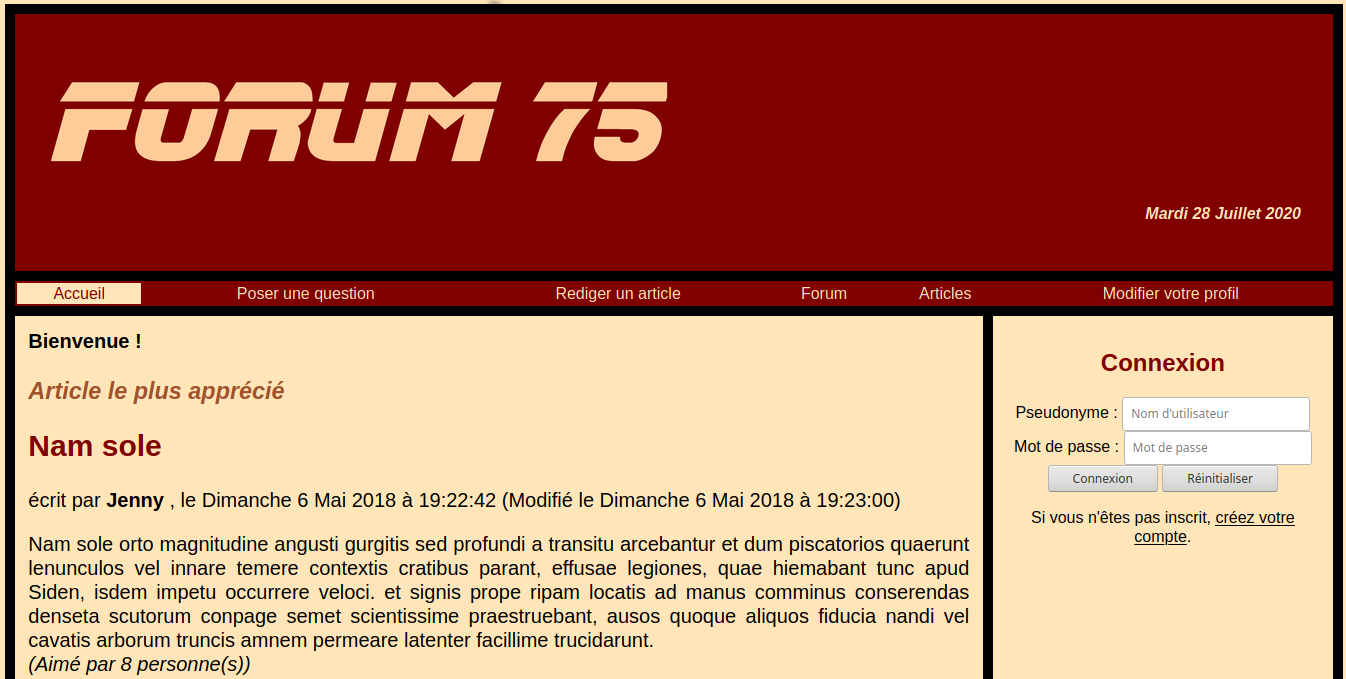 FORUM 75
Mardi 28 Juillet 2020
Accueil Poser une question Rediger un article Forum Articles Modifier votre profil
Bienvenue !
Article le plus apprécié
Nam sole
écrit par Jenny , le Dimanche 6 Mai 2018 à 19:22:42 (Modifié le Dimanche 6 Mai 2018 à 19:23:00)
Nam sole orto magnitudine angusti gurgitis sed profundi a transitu arcebantur et dum piscatorios quaerunt
lenunculos vel innare temere contextis cratibus parant, effusae legiones, quae hiemabant tunc apud
Siden, isdem impetu occurrere veloci. et signis prope ripam locatis ad manus comminus conserendas
denseta scutorum conpage semet scientissime praestruebant, ausos quoque aliquos fiducia nandi vel
cavatis arborum truncis amnem permeare latenter facillime trucidarunt.
(Aimé par 8 personne(s))
Connexion
Pseudonyme : Nom d'utilisateur
Mot de passe : Mot de passe
Connexion Réinitialiser
Si vous n'êtes pas inscrit, créez votre
compte.